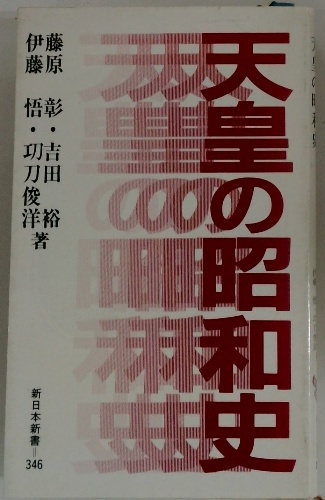 天皇の昭和史
藤原 彰・吉田 裕
伊藤 悟・功刀俊洋著
新日本新書=346